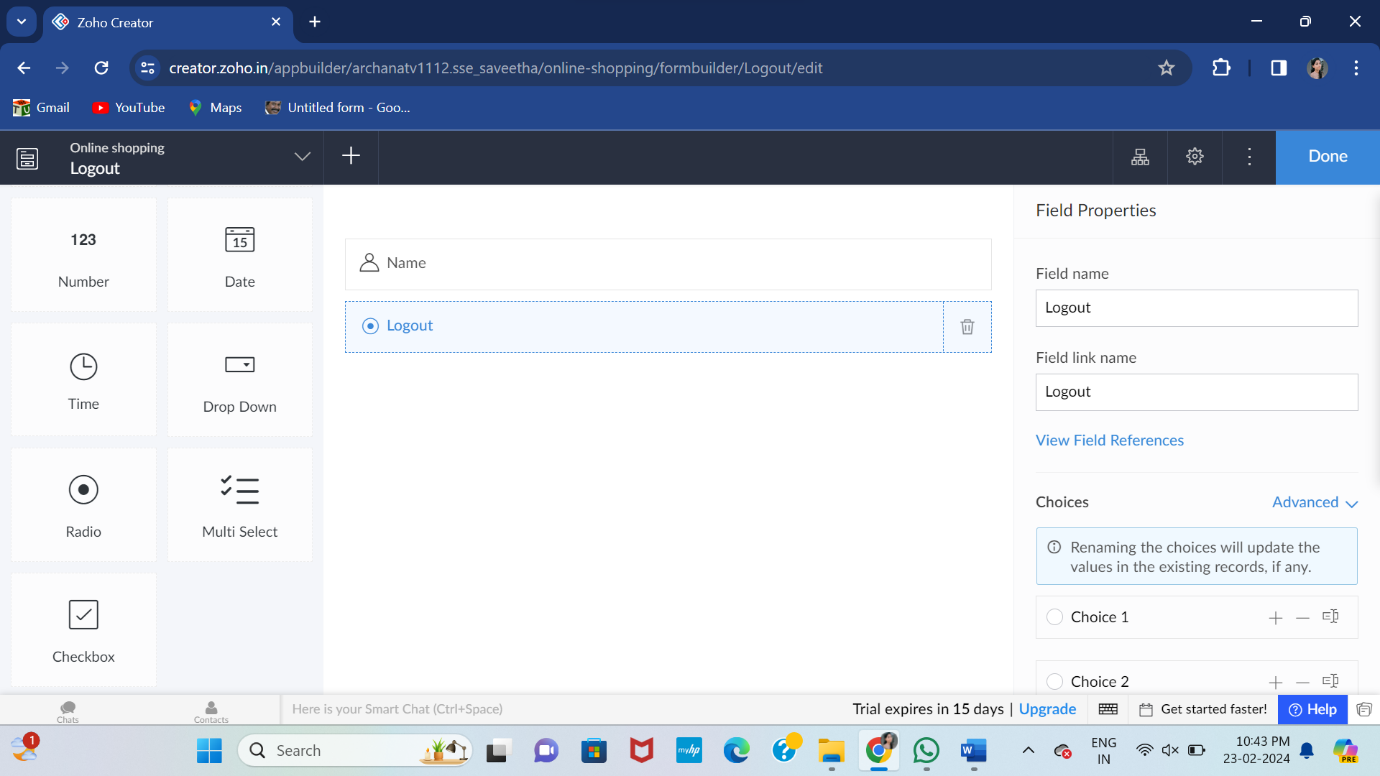 Zoho Creator
creator.zoho.in/appbuilder/archanatv1112.sse_saveetha/online-shopping/formbuilder/Logout/edit
Gmail
YouTube
Maps
Untitled form - Goo...
Online shopping
Logout
Done
123
Number
15
Date
Time
Drop Down
Radio
Multi Select
Checkbox
Name
Logout
Field Properties
Field name
Logout
Field link name
Logout
View Field References
Choices
Advanced
Renaming the choices will update the
values in the existing records, if any.
Choice 1
Choice 2
Chats
Contacts
Here is your Smart Chat (Ctrl+Space)
Trial expires in 15 days | Upgrade
Get started faster!
Help
1
Search
myhp
W
ENG
IN
10:43 PM
23-02-2024
PRE